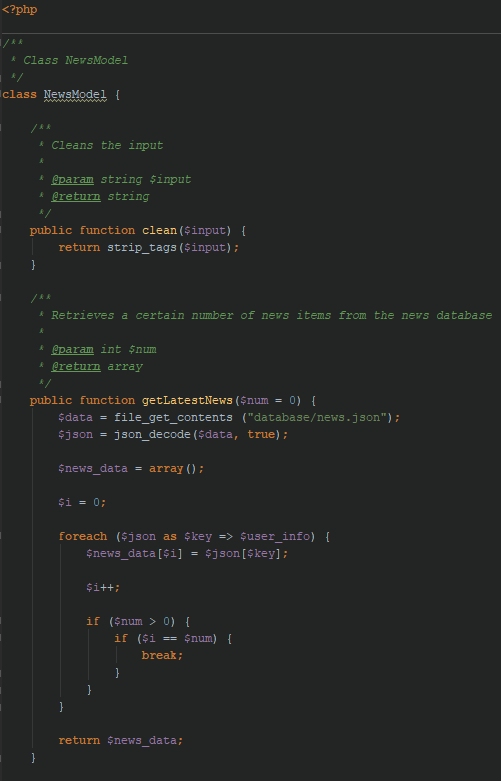 <?php
/**
 * Class NewsModel
 */
class NewsModel {
    /**
     * Cleans the input
     *
     * @param string $input
     * @return string
     */
    public function clean($input) {
        return strip_tags($input);
    }
    /**
     * Retrieves a certain number of news items from the news database
     *
     * @param int $num
     * @return array
     */
    public function getLatestNews($num = 0) {
        $data = file_get_contents ("database/news.json");
        $json = json_decode($data, true);
        $news_data = array();
        $i = 0;
        foreach ($json as $key => $user_info) {
            $news_data[$i] = $json[$key];
            $i++;
            if ($num > 0) {
                if ($i == $num) {
                    break;
                }
            }
        }
        return $news_data;
    }